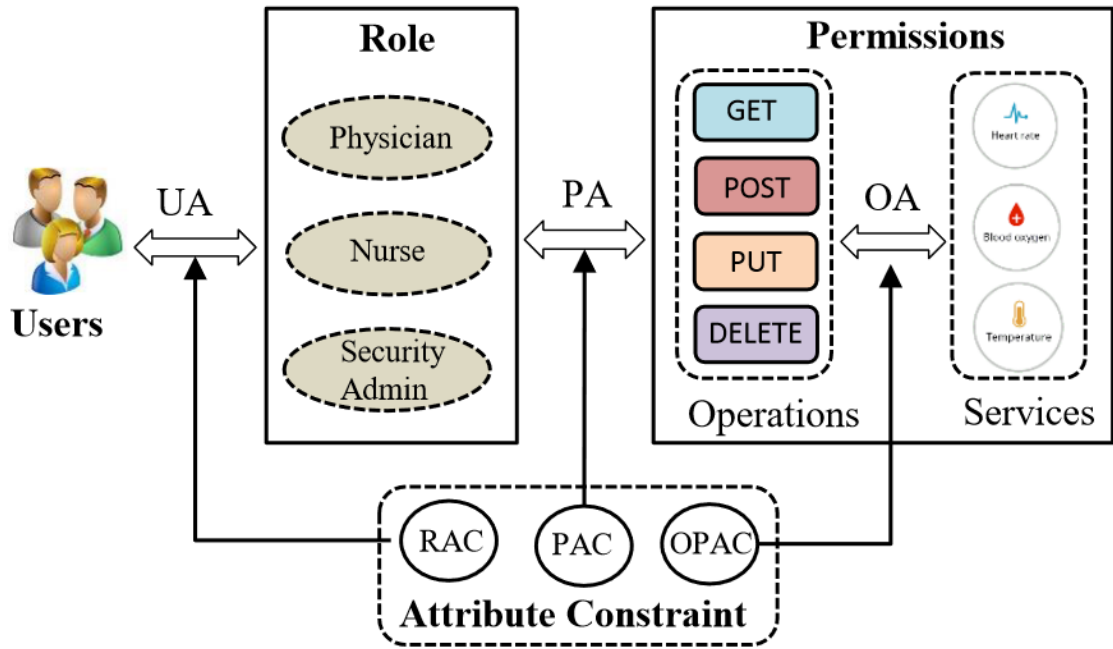 Role
Permissions
Physician
Nurse
Security
Admin
Users
UA
PA
GET
POST
PUT
DELETE
Operations
OA
Heart rate
Blood oxygen
Temperature
Services
RAC
PAC
OPAC
Attribute Constraint